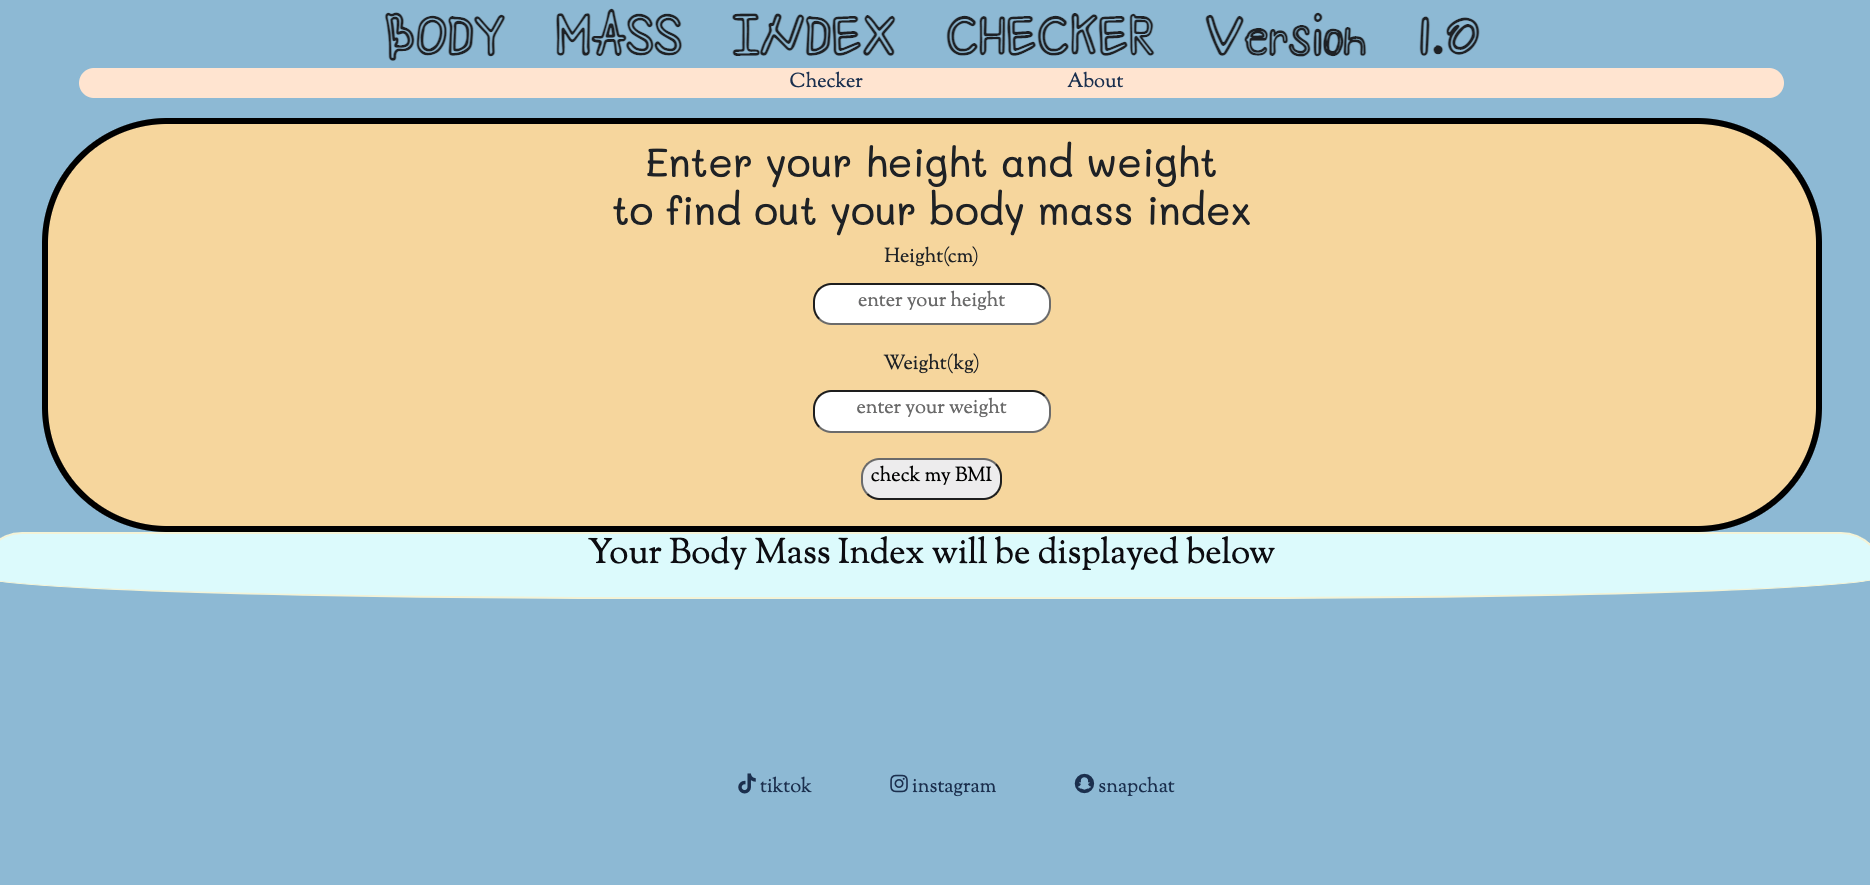 BODY MASS INDEX CHECKER Version 1.0
Checker About
Enter your height and weight
to find out your body mass index
Height(cm)
enter your height
Weight(kg)
enter your weight
check my BMI
Your Body Mass Index will be displayed below
tiktok instagram snapchat